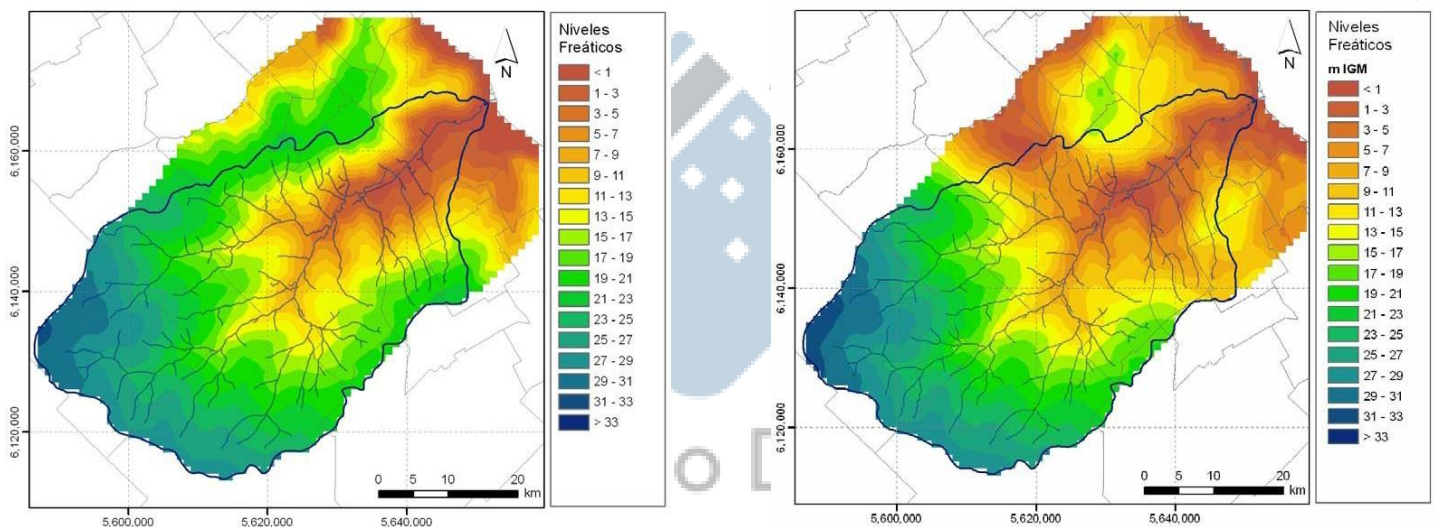 Niveles
Freáticos
< 1
1 - 3
3 - 5
5 - 7
7 - 9
9 - 11
11 - 13
13 - 15
15 - 17
17 - 19
19 - 21
21 - 23
23 - 25
25 - 27
27 - 29
29 - 31
31 - 33
> 33
N
6,160,000
6,140,000
6,120,000
0 5 10 20
km
5,600,000 5,620,000 5,640,000
O D
Niveles
Freáticos
m IGM
< 1
1 - 3
3 - 5
5 - 7
7 - 9
9 - 11
11 - 13
13 - 15
15 - 17
17 - 19
19 - 21
21 - 23
23 - 25
25 - 27
27 - 29
29 - 31
31 - 33
> 33
N
6,160,000
6,140,000
6,120,000
0 5 10 20
km
5,600,000 5,620,000 5,640,000